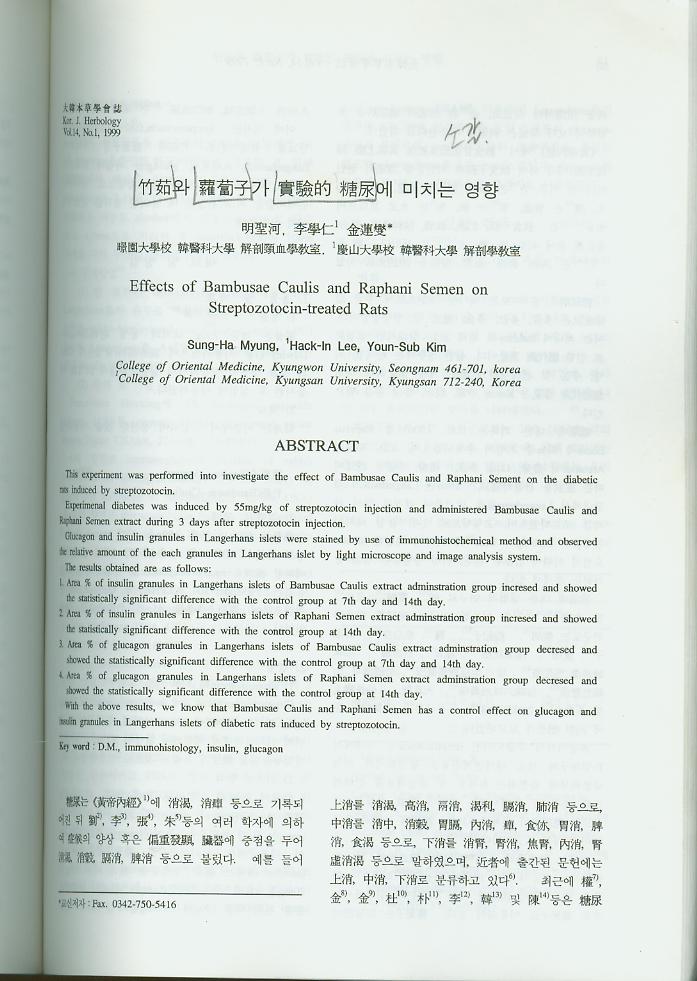 大韓本草學會誌
Kor. J. Herbology
Vol.14, No.1, 1999
소갈.
竹茹와 蘿蔔子가 實驗的 糖尿에 미치는 영향
明聖河, 李學仁¹ 金蓮燮*
暻園大學校 韓醫科大學 解剖經血學敎室, ¹慶山大學校 韓醫科大學 解剖學敎室
Effects of Bambusae Caulis and Raphani Semen on
Streptozotocin-treated Rats
Sung-Ha Myung, ¹Hack-In Lee, Youn-Sub Kim
College of Oriental Medicine, Kyungwon University, Seongnam 461-701, korea
¹College of Oriental Medicine, Kyungsan University, Kyungsan 712-240, Korea
ABSTRACT
This experiment was performed into investigate the effect of Bambusae Caulis and Raphani Sement on the diabetic
rats induced by streptozotocin.
Experimenal diabetes was induced by 55mg/kg of streptozocin injection and administered Bambusae Caulis and
Raphani Semen extract during 3 days after streptozotocin injection.
Glucagon and insulin granules in Langerhans islets were stained by use of immunohistochemical method and observed
the relative amount of the each granules in Langerhans islet by light microscope and image analysis system.
The results obtained are as follows:
1. Area % of insulin granules in Langerhans islets of Bambusae Caulis extract adminstration group incresed and showed
the statistically significant difference with the control group at 7th day and 14th day.
2. Area % of insulin granules in Langerhans islets of Raphani Semen extract adminstration group incresed and showed
the statistically significant difference with the control group at 14th day.
3. Area % of glucagon granules in Langerhans islets of Bambusae Caulis extract adminstration group decresed and
showed the statistically significant difference with the control group at 7th day and 14th day.
4. Area % of glucagon granules in Langerhans islets of Raphani Semen extract adminstration group decresed and
showed the statistically significant difference with the control group at 14th day.
With the above results, we know that Bambusae Caulis and Raphani Semen has a control effect on glucagon and
insulin granules in Langerhans islets of diabetic rats induced by streptozotocin.
Key word : D.M., immunohistology, insulin, glucagon
糖尿는《黃帝內經》¹⁾에 消渴, 消癉 등으로 기록되
어진 뒤 劉²⁾, 李³⁾, 張⁴⁾, 朱⁵⁾등의 여러 학자에 의하
여 症候의 양상 혹은 偏重發顯, 臟器에 중점을 두어
消渴, 消穀, 膈消, 脾消 등으로 불렸다. 예를 들어
*교신저자 : Fax. 0342-750-5416
上消를 消渴, 高消, 鬲消, 渴利, 膈消, 肺消 등으로,
中消를 消中, 消穀, 胃膈, 內消, 癉, 食㑊, 胃消, 脾
消, 食渴 등으로, 下消를 消腎, 腎消, 焦腎, 內消, 腎
虛消渴 등으로 말하였으며, 近者에 출간된 문헌에는
上消, 中消, 下消로 분류하고 있다⁶⁾. 최근에 權⁷⁾,
金⁸⁾, 金⁹⁾, 杜¹⁰⁾, 朴¹¹⁾, 李¹²⁾, 韓¹³⁾ 및 陳¹⁴⁾등은 糖尿